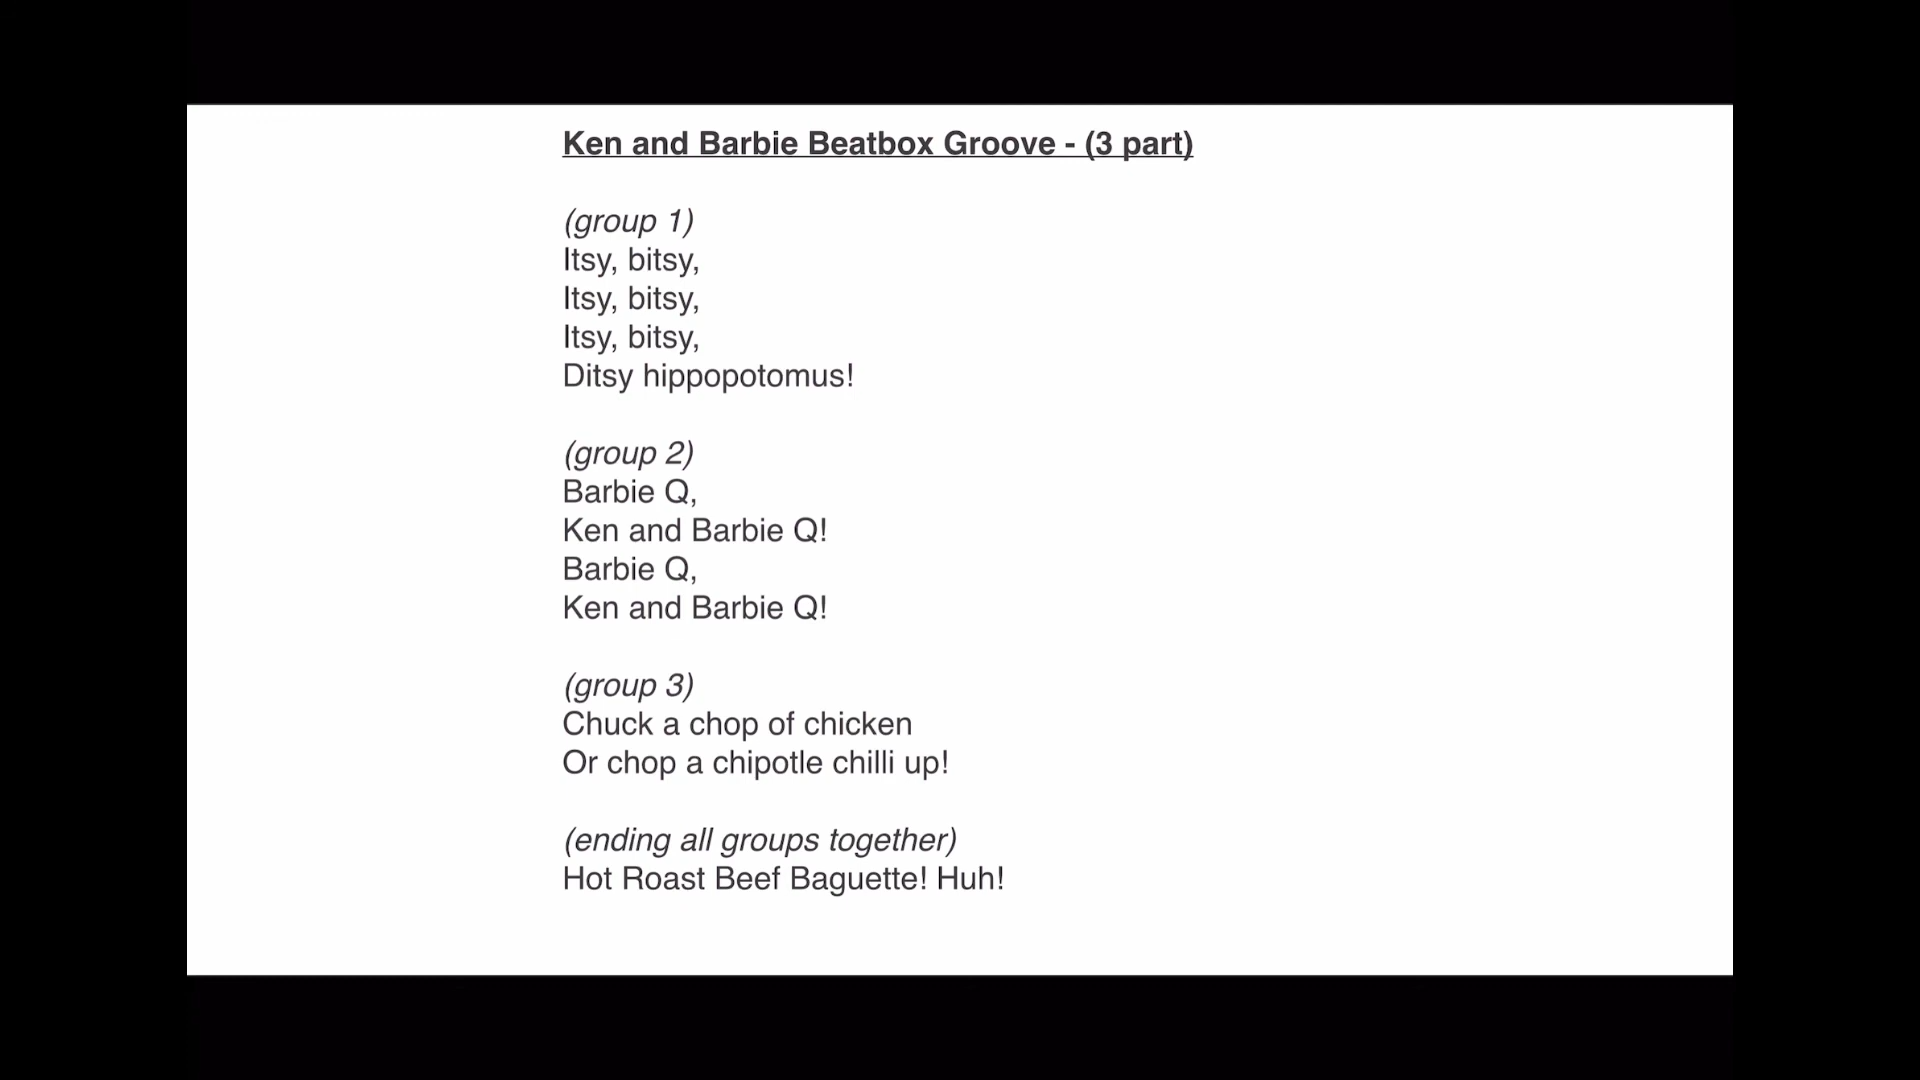 Ken and Barbie Beatbox Groove - (3 part)
(group 1)
Itsy, bitsy,
Itsy, bitsy,
Itsy, bitsy,
Ditsy hippopotomus!
(group 2)
Barbie Q,
Ken and Barbie Q!
Barbie Q,
Ken and Barbie Q!
(group 3)
Chuck a chop of chicken
Or chop a chipotle chilli up!
(ending all groups together)
Hot Roast Beef Baguette! Huh!